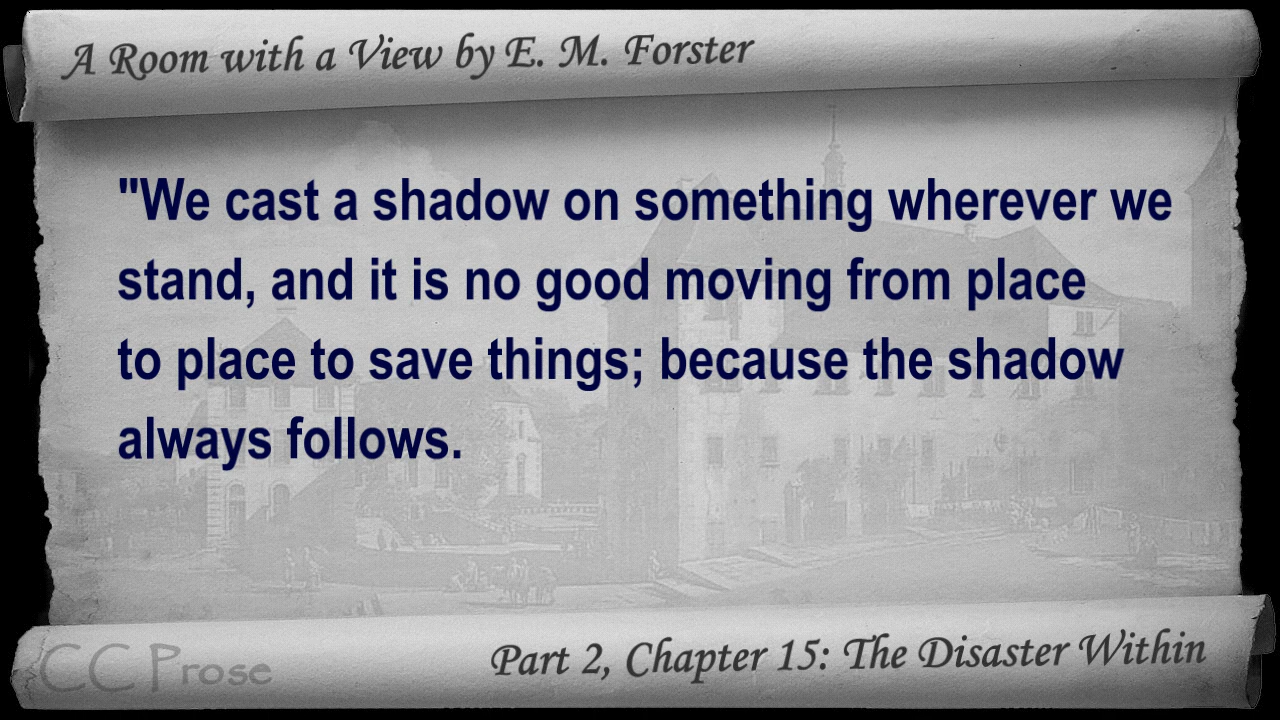 A Room with a View by E. M. Forster
"We cast a shadow on something wherever we
stand, and it is no good moving from place
to place to save things; because the shadow
always follows.
CC Prose
Part 2, Chapter 15: The Disaster Within